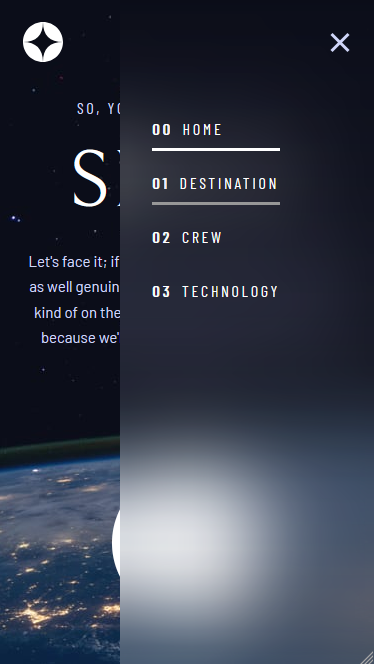 SO, YO
S
00 HOME
01 DESTINATION
02 CREW
03 TECHNOLOGY
Let's face it; if
as well genuin
kind of on the
because we'